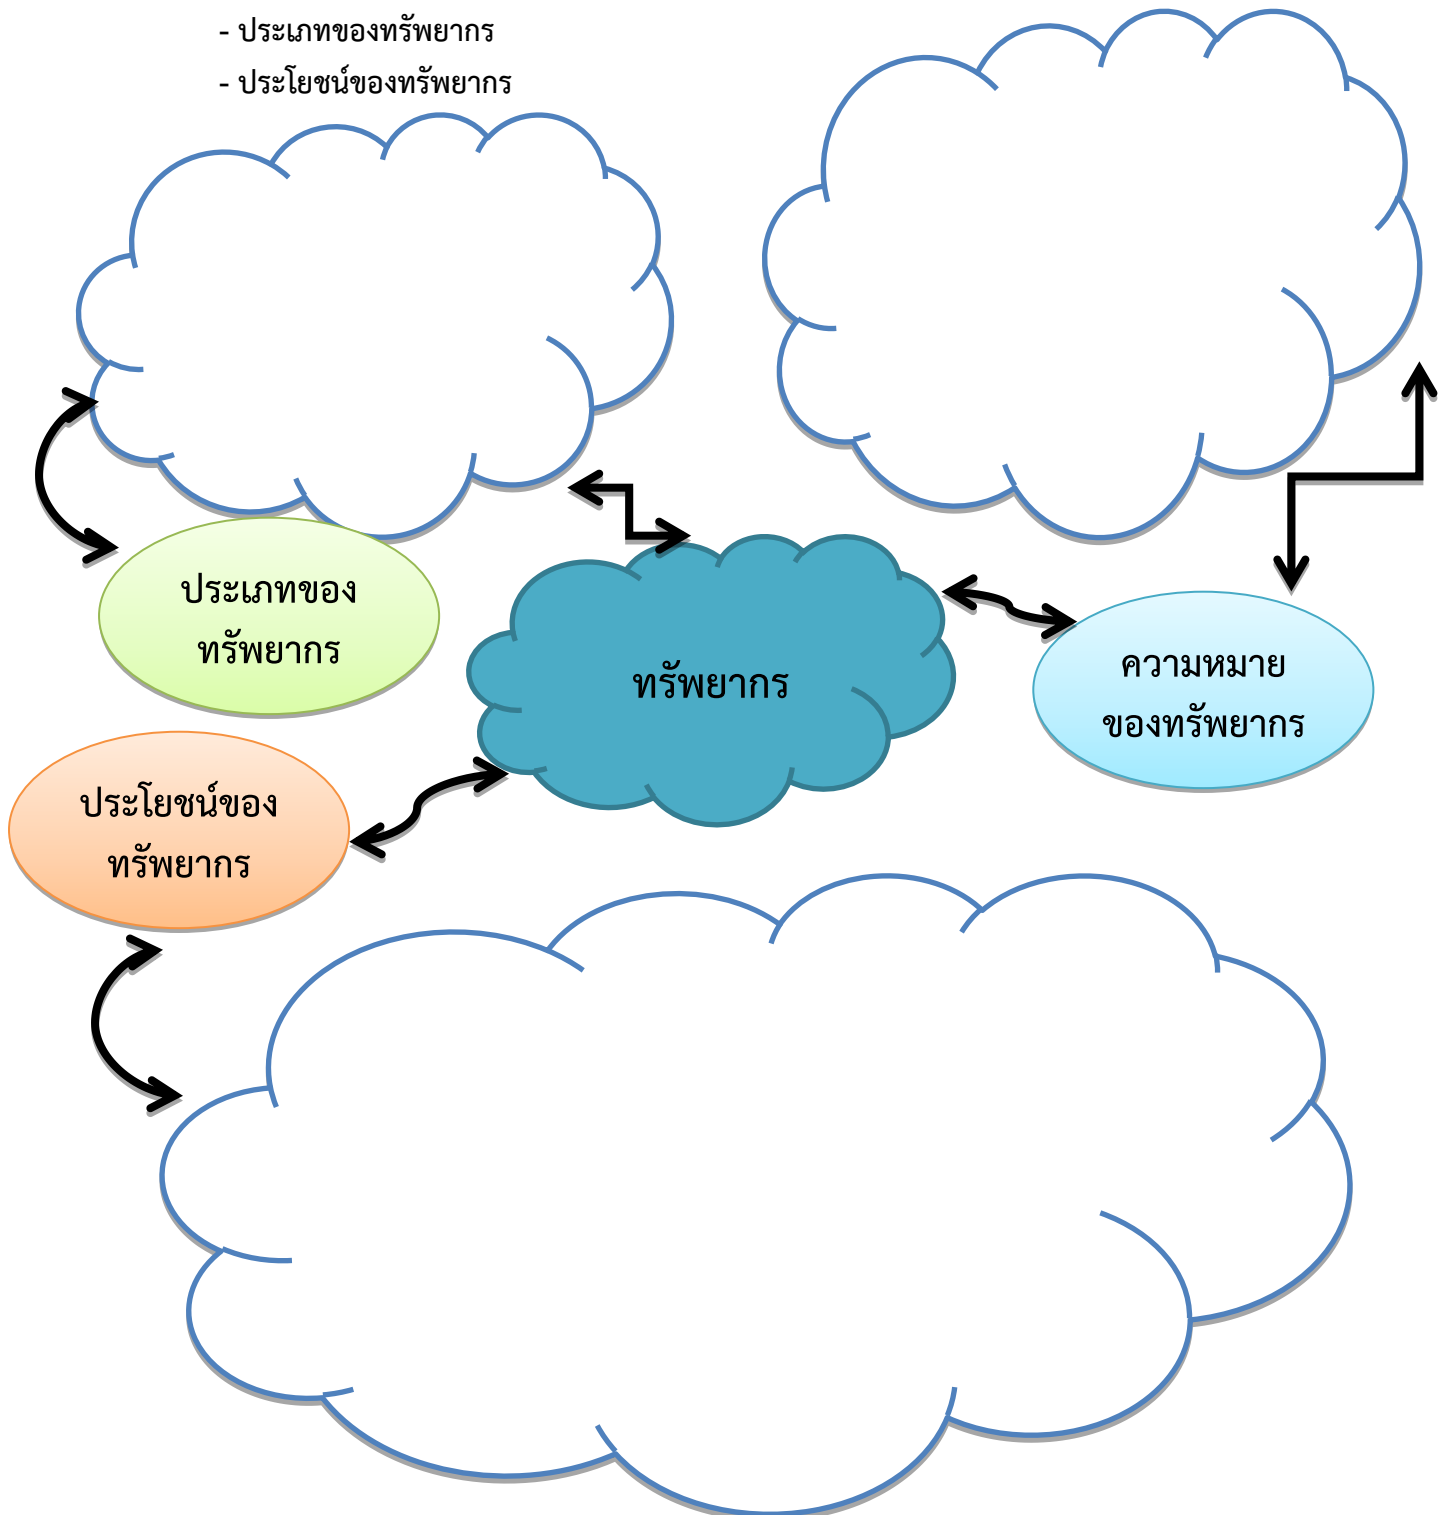 - ประเภทของทรัพยากร
- ประโยชน์ของทรัพยากร
ประเภทของ
ทรัพยากร
ทรัพยากร
ความหมาย
ของทรัพยากร
ประโยชน์ของ
ทรัพยากร